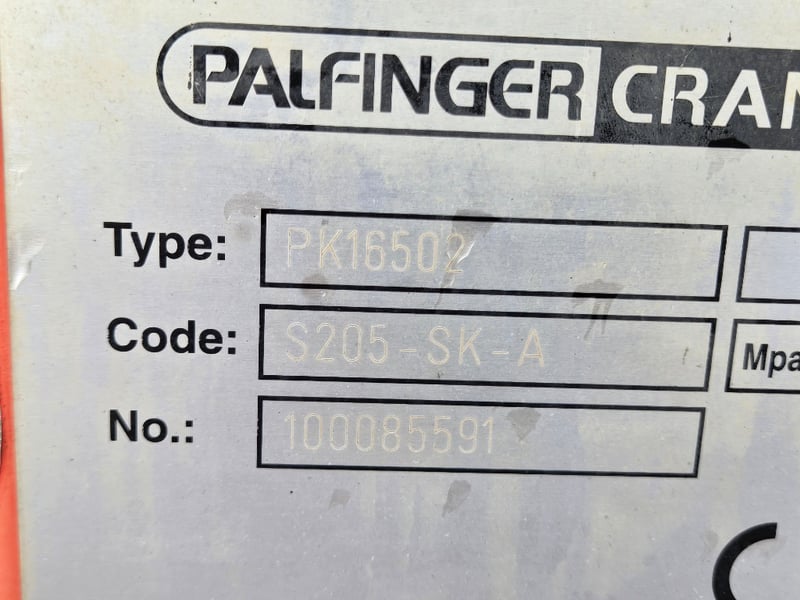 PALFINGER CRAN
Type: PK16502
Code: S205-SK-A Mpa
No.: 100085591
C